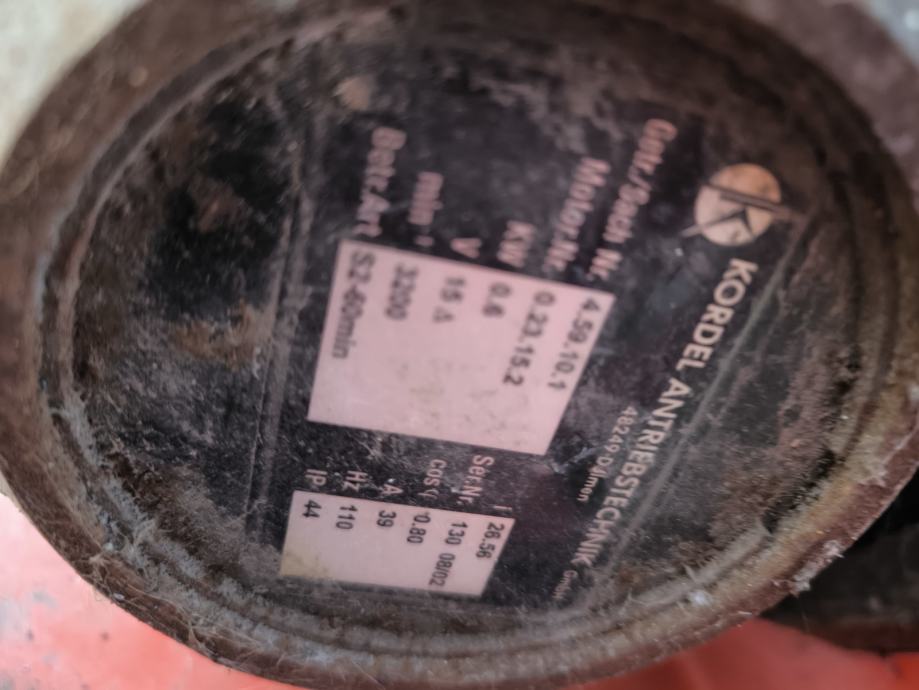 KORDEL ANTRIEBSTECHNIK GmbH
48249 Dülmen
Getr./Sach Nr. 4.59.10.1
Motor-Nr. 0.23.15.2
KW 0.6
V 15 Δ
min⁻¹ 3200
Betr.Art S2-60min
i 26.56
Ser.Nr. 130 08/02
cos φ 0.80
A 39
Hz 110
IP 44